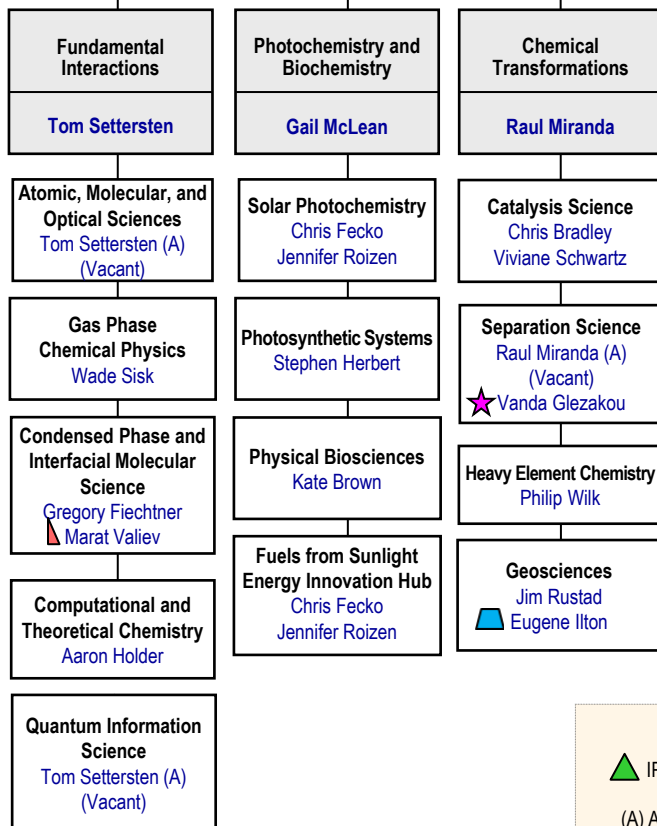 Fundamental
Interactions
Tom Settersten
Atomic, Molecular, and
Optical Sciences
Tom Settersten (A)
(Vacant)
Gas Phase
Chemical Physics
Wade Sisk
Condensed Phase and
Interfacial Molecular
Science
Gregory Fiechtner
Marat Valiev
Computational and
Theoretical Chemistry
Aaron Holder
Quantum Information
Science
Tom Settersten (A)
(Vacant)
Photochemistry and
Biochemistry
Gail McLean
Solar Photochemistry
Chris Fecko
Jennifer Roizen
Photosynthetic Systems
Stephen Herbert
Physical Biosciences
Kate Brown
Fuels from Sunlight
Energy Innovation Hub
Chris Fecko
Jennifer Roizen
Chemical
Transformations
Raul Miranda
Catalysis Science
Chris Bradley
Viviane Schwartz
Separation Science
Raul Miranda (A)
(Vacant)
Vanda Glezakou
Heavy Element Chemistry
Philip Wilk
Geosciences
Jim Rustad
Eugene Ilton
(A) A